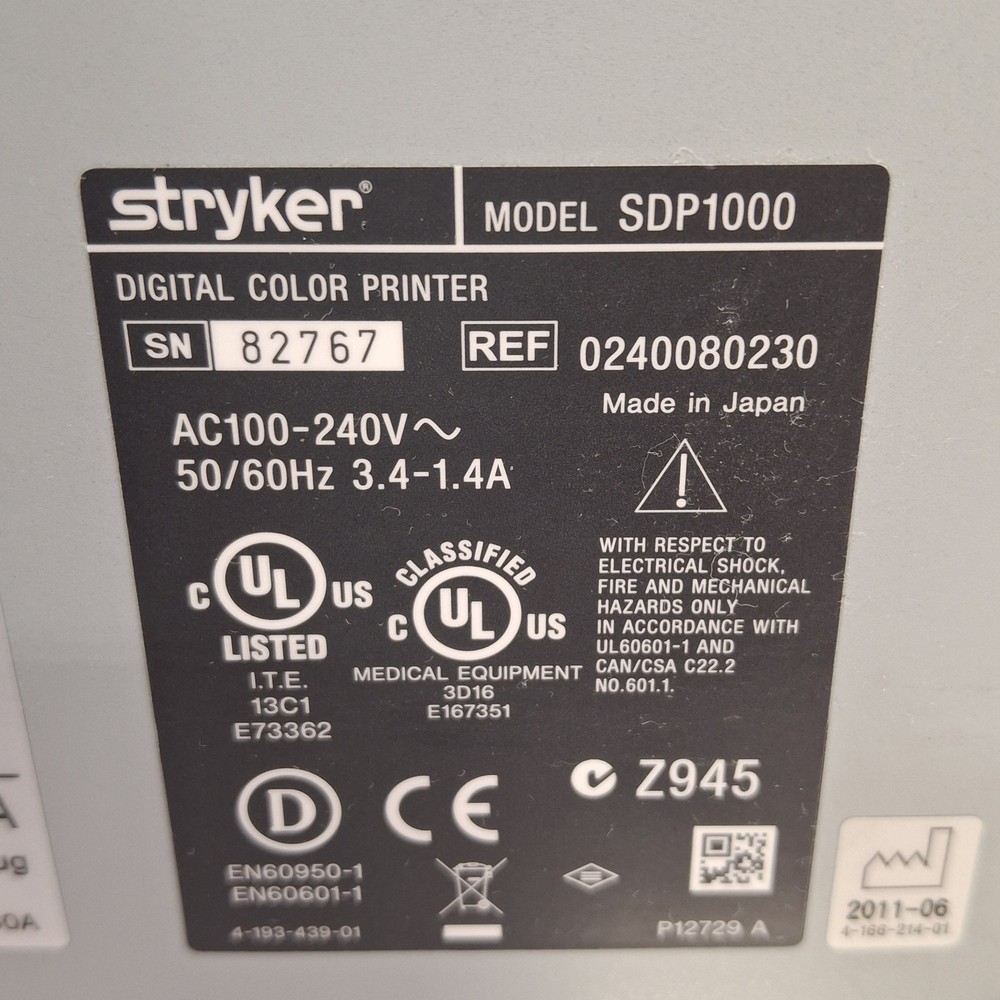 stryker®
MODEL SDP1000
DIGITAL COLOR PRINTER
SN 82767
REF 0240080230
Made in Japan
AC100-240V~
50/60Hz 3.4-1.4A
C UL US
LISTED
I.T.E.
13C1
E73362
CLASSIFIED
C UL US
MEDICAL EQUIPMENT
3D16
E167351
WITH RESPECT TO
ELECTRICAL SHOCK,
FIRE AND MECHANICAL
HAZARDS ONLY
IN ACCORDANCE WITH
UL60601-1 AND
CAN/CSA C22.2
NO.601.1.
D
CE
Z945
EN60950-1
EN60601-1
4-193-439-01
P12729 A
2011-06
4-166-214-01
A
ug
0A